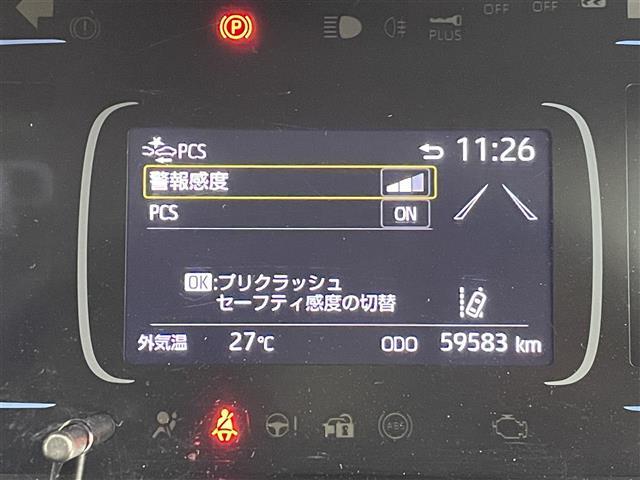 OFF OFF
PLUS
PCS 11:26
警報感度
PCS ON
OK:プリクラッシュ
セーフティ感度の切替
外気温 27℃ ODO 59583 km
ABS